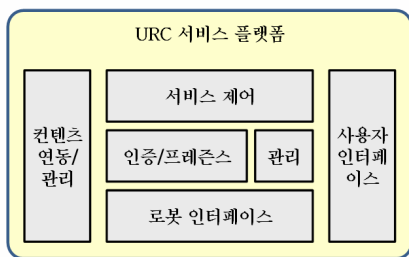 URC 서비스 플랫폼
컨텐츠
연동/
관리
서비스 제어
인증/프레즌스
관리
로봇 인터페이스
사용자
인터페
이스